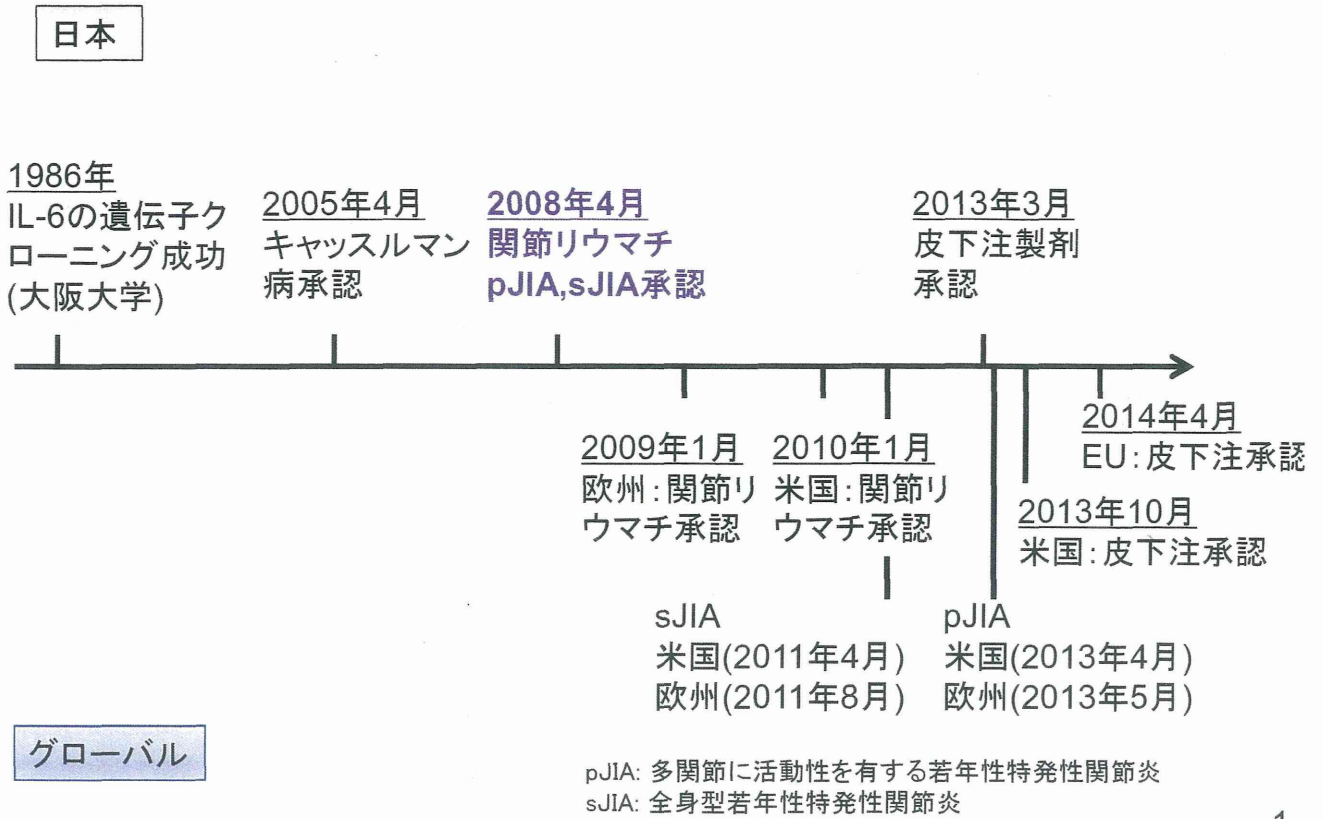 日本
1986年
IL-6の遺伝子ク
ローニング成功
(大阪大学)
2005年4月
キャッスルマン
病承認
2008年4月
関節リウマチ
pJIA,sJIA承認
2013年3月
皮下注製剤
承認
2009年1月
欧州：関節リ
ウマチ承認
2010年1月
米国：関節リ
ウマチ承認
2014年4月
EU：皮下注承認
2013年10月
米国：皮下注承認
sJIA
米国(2011年4月)
欧州(2011年8月)
pJIA
米国(2013年4月)
欧州(2013年5月)
グローバル
pJIA: 多関節に活動性を有する若年性特発性関節炎
sJIA: 全身型若年性特発性関節炎